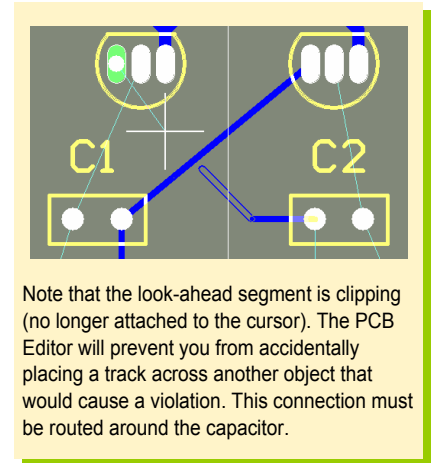 C1
C2
Note that the look-ahead segment is clipping
(no longer attached to the cursor). The PCB
Editor will prevent you from accidentally
placing a track across another object that
would cause a violation. This connection must
be routed around the capacitor.